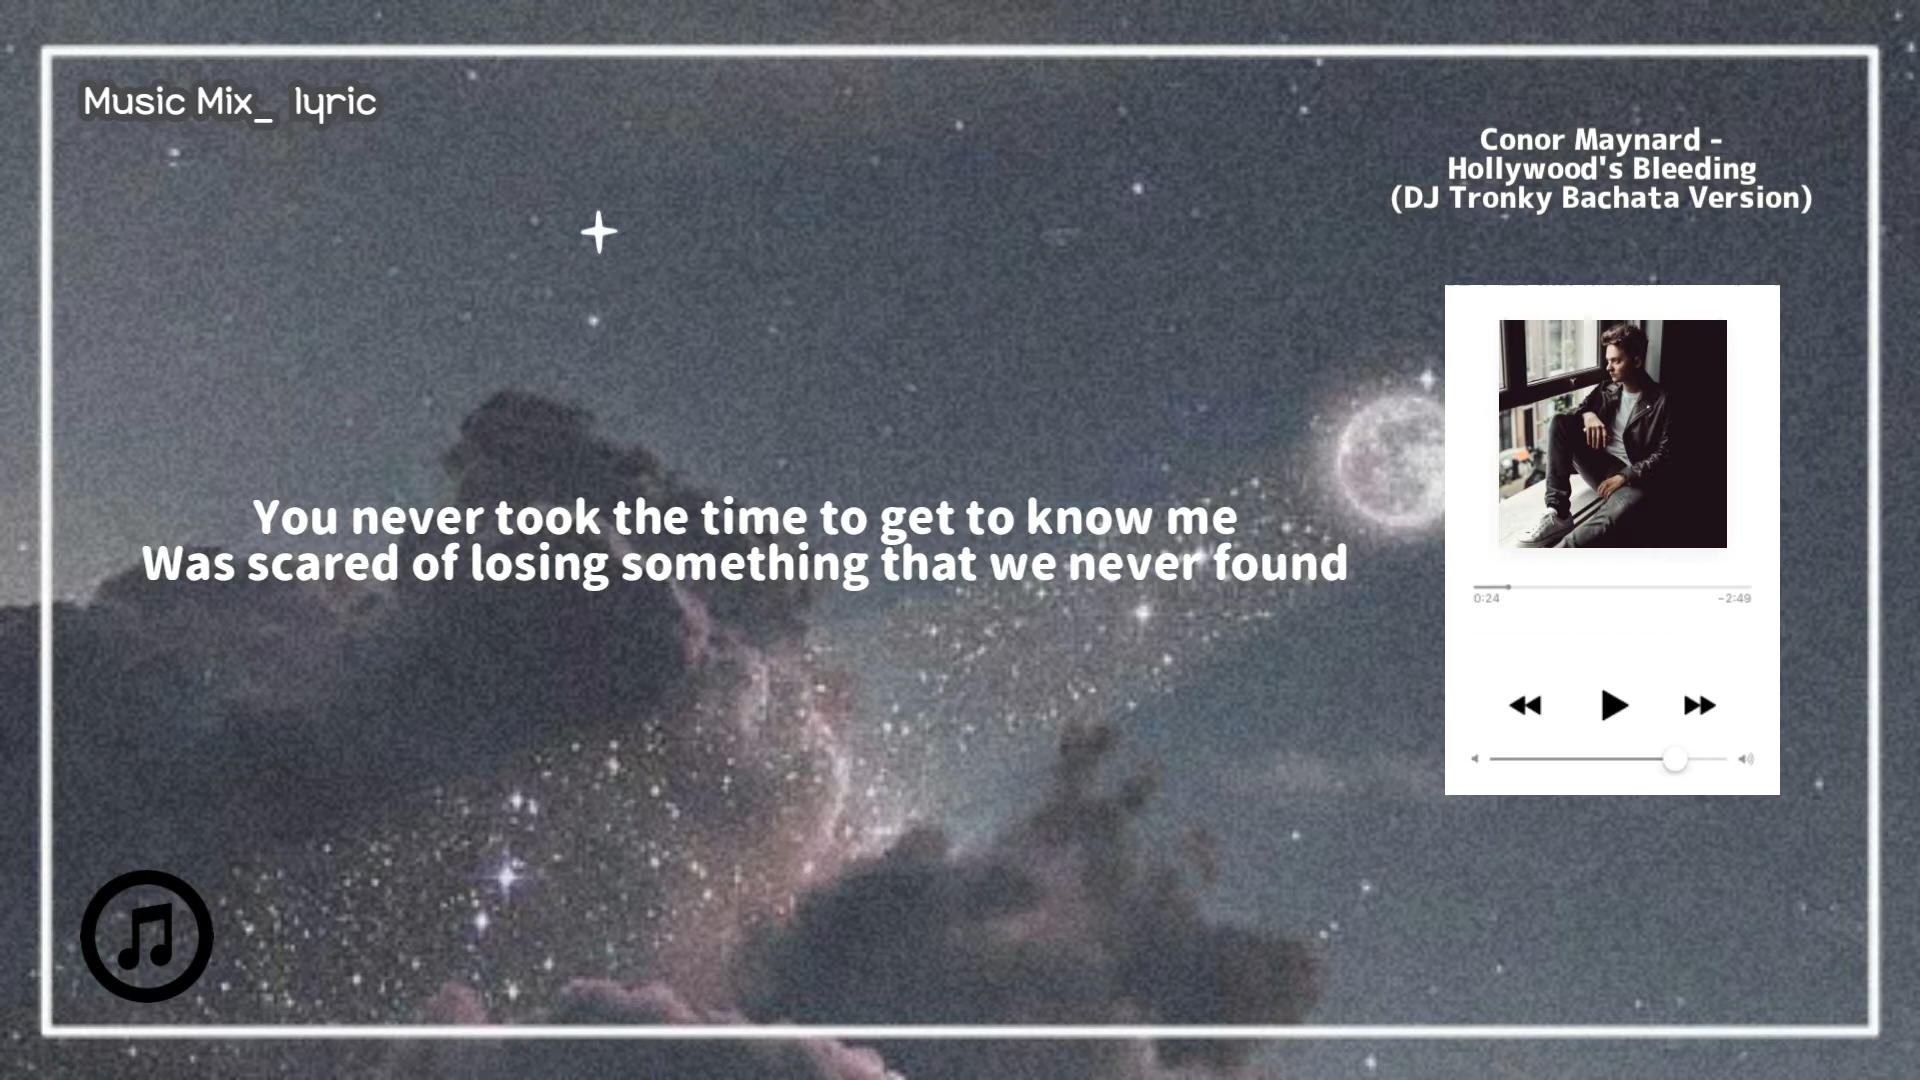 Music Mix_ lyric
Conor Maynard -
Hollywood's Bleeding
(DJ Tronky Bachata Version)
You never took the time to get to know me
Was scared of losing something that we never found
0:24
-2:49